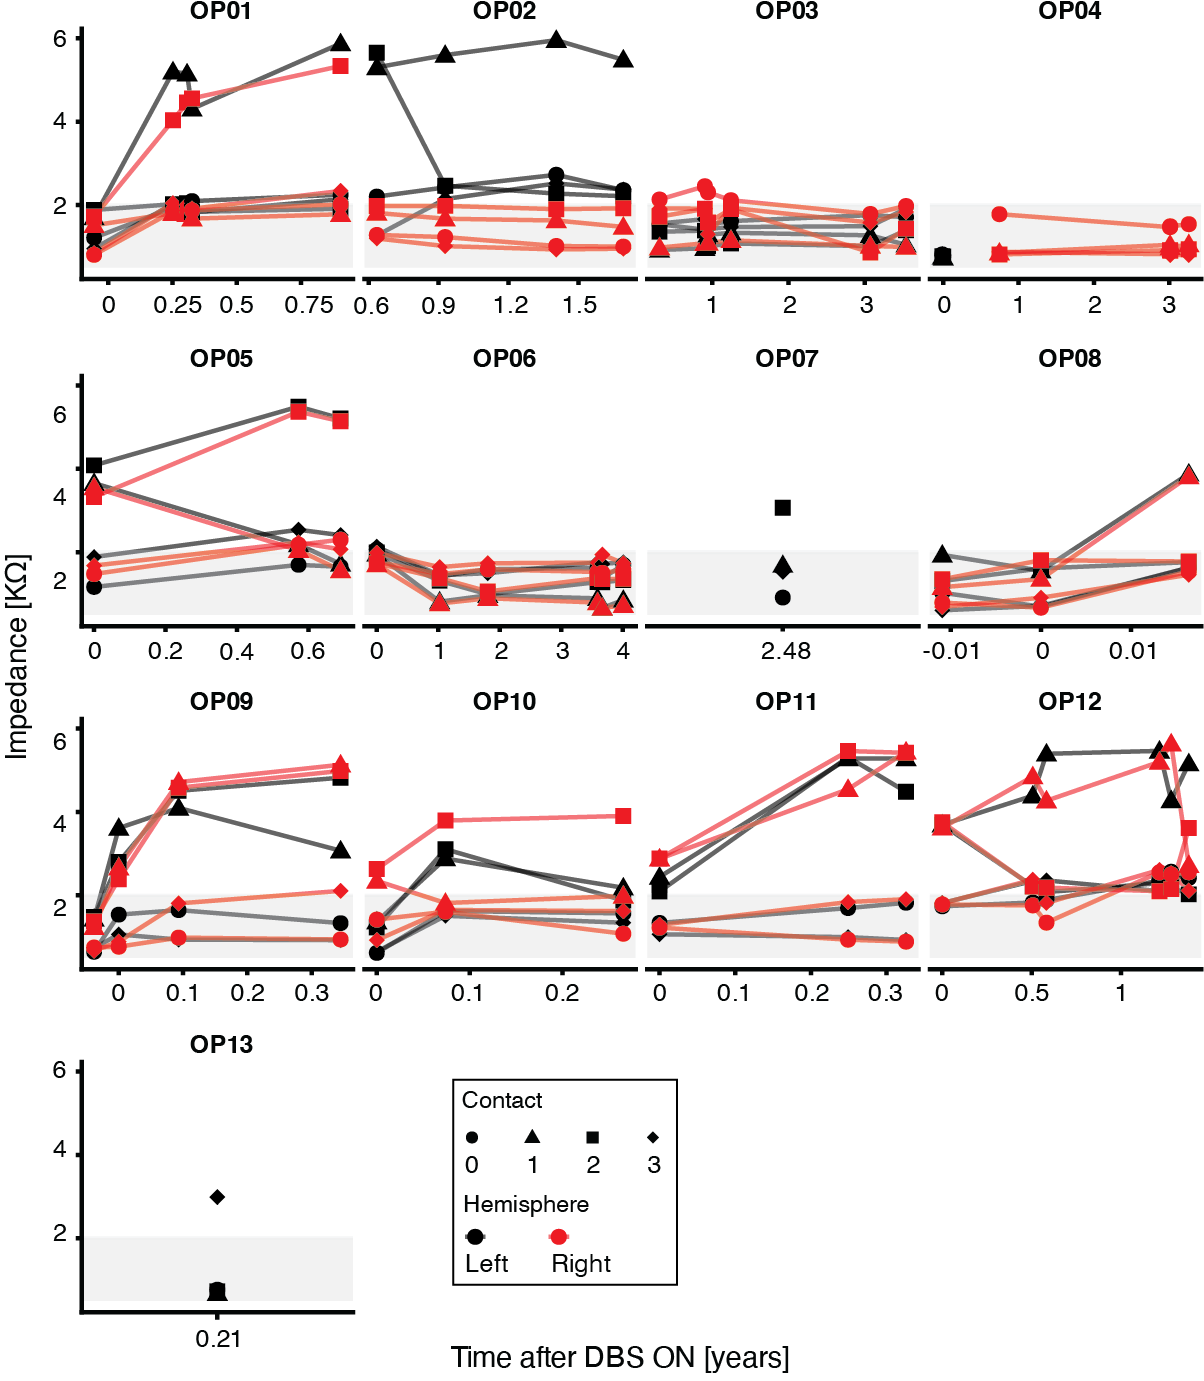 OP01 OP02 OP03 OP04
6
4
2
0 0.25 0.5 0.75 0.6 0.9 1.2 1.5 1 2 3 0 1 2 3
OP05 OP06 OP07 OP08
6
4
2
0 0.2 0.4 0.6 0 1 2 3 4 2.48 -0.01 0 0.01
Impedance [KΩ]
OP09 OP10 OP11 OP12
6
4
2
0 0.1 0.2 0.3 0 0.1 0.2 0 0.1 0.2 0.3 0 0.5 1
OP13
6
4
2
0.21
Contact
0 1 2 3
Hemisphere
Left Right
Time after DBS ON [years]